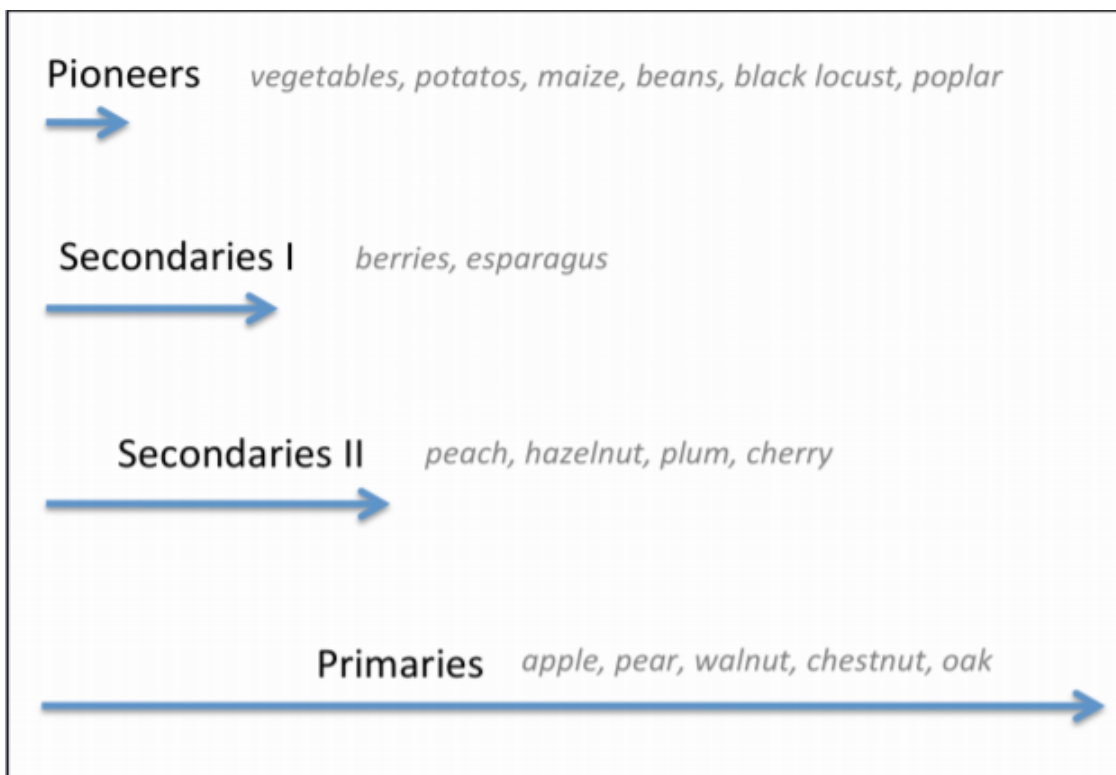 Pioneers vegetables, potatos, maize, beans, black locust, poplar
Secondaries I berries, esparagus
Secondaries II peach, hazelnut, plum, cherry
Primaries apple, pear, walnut, chestnut, oak